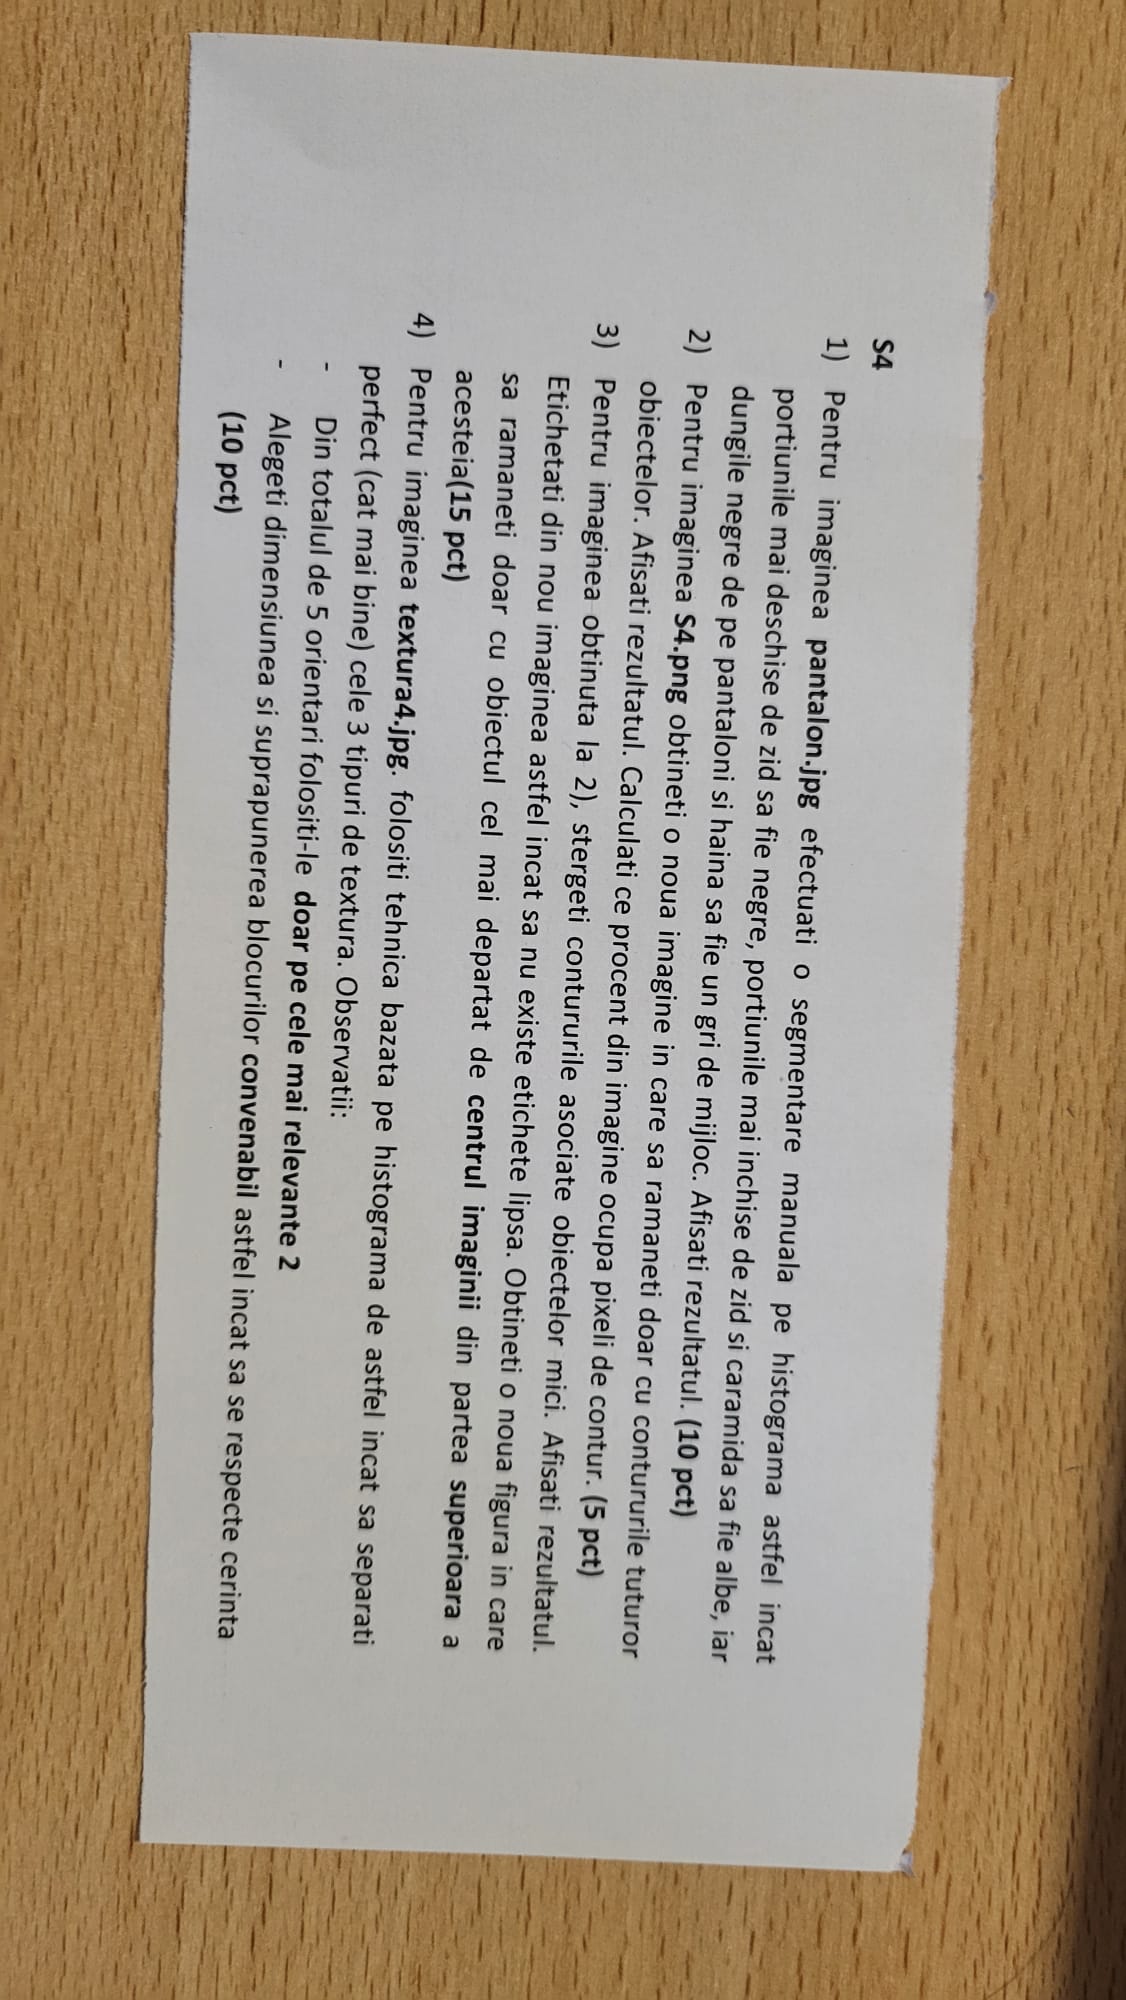 S4
1) Pentru imaginea pantalon.jpg efectuati o segmentare manuala pe histograma astfel incat
portiunile mai deschise de zid sa fie negre, portiunile mai inchise de zid si caramida sa fie albe, iar
dungile negre de pe pantaloni si haina sa fie un gri de mijloc. Afisati rezultatul. (10 pct)
2) Pentru imaginea S4.png obtineti o noua imagine in care sa ramaneti doar cu contururile tuturor
obiectelor. Afisati rezultatul. Calculati ce procent din imagine ocupa pixeli de contur. (5 pct)
3) Pentru imaginea obtinuta la 2), stergeti contururile asociate obiectelor mici. Afisati rezultatul.
Etichetati din nou imaginea astfel incat sa nu existe etichete lipsa. Obtineti o noua figura in care
sa ramaneti doar cu obiectul cel mai departat de centrul imaginii din partea superioara a
acesteia(15 pct)
4) Pentru imaginea textura4.jpg. folositi tehnica bazata pe histograma de astfel incat sa separati
perfect (cat mai bine) cele 3 tipuri de textura. Observatii:
- Din totalul de 5 orientari folositi-le doar pe cele mai relevante 2
- Alegeti dimensiunea si suprapunerea blocurilor convenabil astfel incat sa se respecte cerinta
(10 pct)